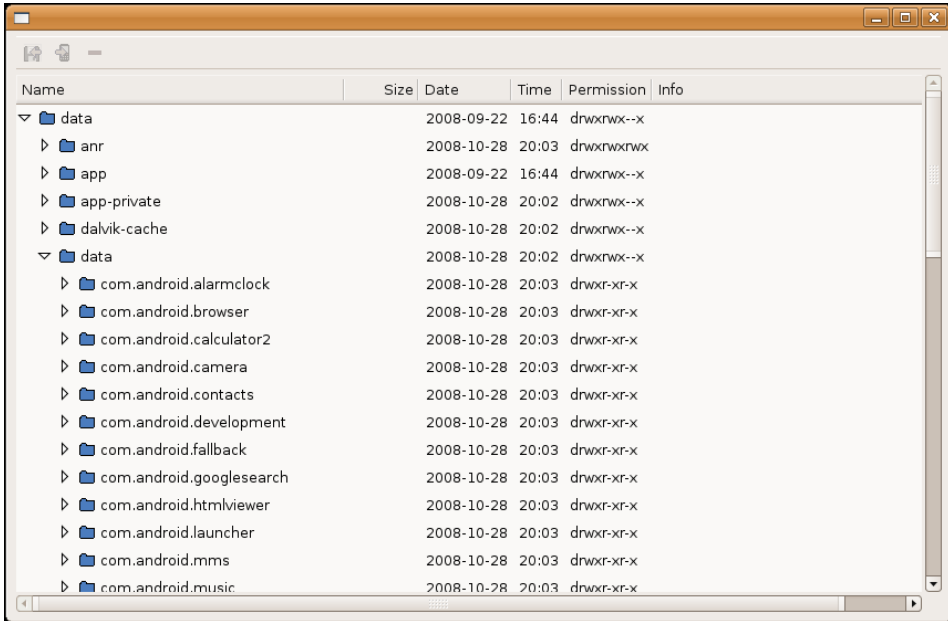 Name Size Date Time Permission Info
data 2008-09-22 16:44 drwxrwx--x
anr 2008-10-28 20:03 drwxrwxrwx
app 2008-09-22 16:44 drwxrwx--x
app-private 2008-10-28 20:02 drwxrwx--x
dalvik-cache 2008-10-28 20:02 drwxrwx--x
data 2008-10-28 20:02 drwxrwx--x
com.android.alarmclock 2008-10-28 20:03 drwxr-xr-x
com.android.browser 2008-10-28 20:03 drwxr-xr-x
com.android.calculator2 2008-10-28 20:03 drwxr-xr-x
com.android.camera 2008-10-28 20:03 drwxr-xr-x
com.android.contacts 2008-10-28 20:03 drwxr-xr-x
com.android.development 2008-10-28 20:03 drwxr-xr-x
com.android.fallback 2008-10-28 20:03 drwxr-xr-x
com.android.googlesearch 2008-10-28 20:03 drwxr-xr-x
com.android.htmlviewer 2008-10-28 20:03 drwxr-xr-x
com.android.launcher 2008-10-28 20:03 drwxr-xr-x
com.android.mms 2008-10-28 20:03 drwxr-xr-x
com.android.music 2008-10-28 20:03 drwxr-xr-x